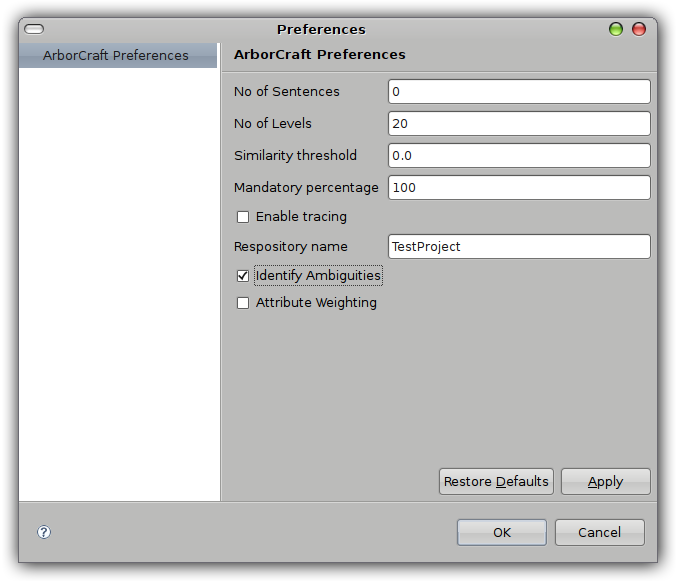 Preferences
ArborCraft Preferences
ArborCraft Preferences
No of Sentences 0
No of Levels 20
Similarity threshold 0.0
Mandatory percentage 100
Enable tracing
Respository name TestProject
Identify Ambiguities
Attribute Weighting
Restore Defaults Apply
? OK Cancel